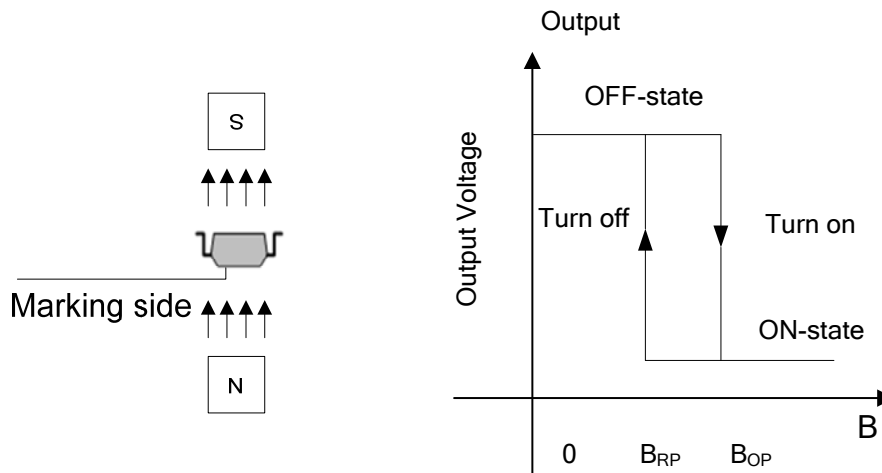 S
Marking side
N
Output
OFF-state
Output Voltage
Turn off
Turn on
ON-state
B
0 BRP BOP